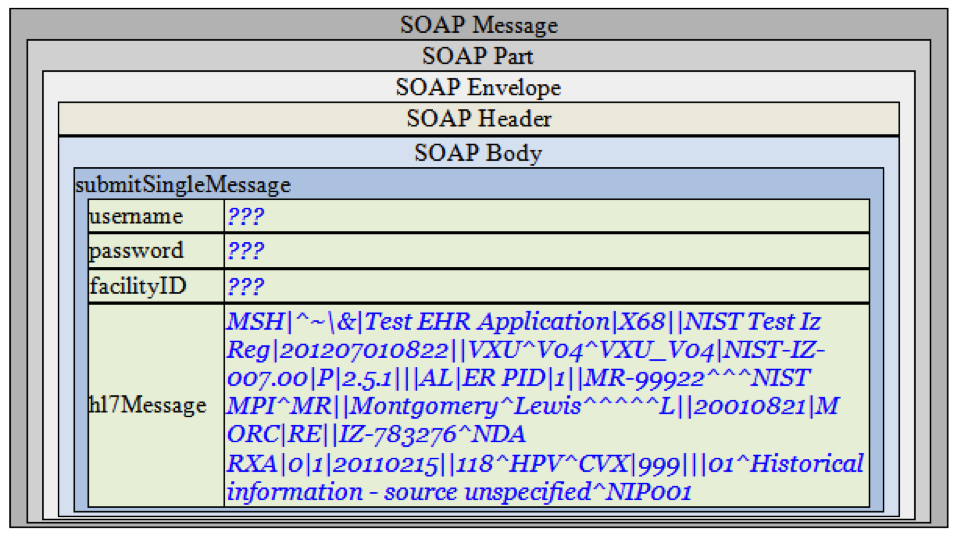 SOAP Message
SOAP Part
SOAP Envelope
SOAP Header
SOAP Body
submitSingleMessage
username ???
password ???
facilityID ???
hl7Message
MSH|^~\&|Test EHR Application|X68||NIST Test Iz
Reg|201207010822||VXU^V04^VXU_V04|NIST-IZ-
007.00|P|2.5.1|||AL|ER PID|1||MR-99922^^^NIST
MPI^MR||Montgomery^Lewis^^^^^L||20010821|M
ORC|RE||IZ-783276^NDA
RXA|0|1|20110215||118^HPV^CVX|999|||01^Historical
information - source unspecified^NIP001